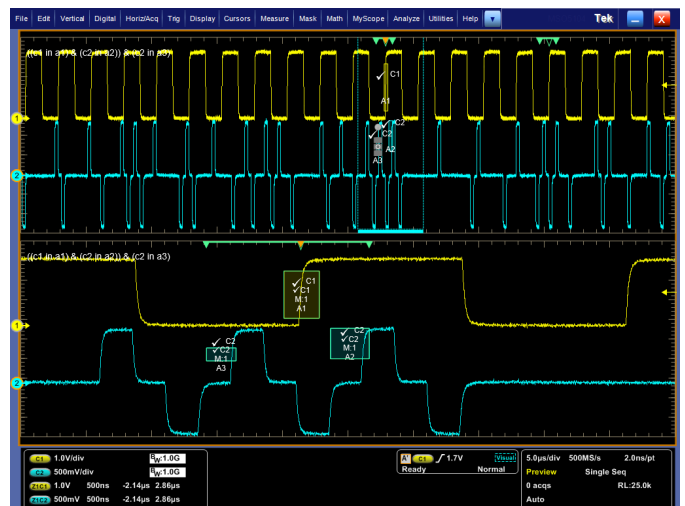 File Edit Vertical Digital Horiz/Acq Trig Display Cursors Measure Mask Math MyScope Analyze Utilities Help Tek X
((c1 in a1) & (c2 in a2)) & (c2 in a3)
C1
A1
1
C2
C2
A2
A3
2
((c1 in a1) & (c2 in a2)) & (c2 in a3)
C1
C1
M:1
A1
1
C2
C2
M:1
A3
C2
C2
M:1
A2
2
C1 1.0V/div BW:1.0G
C2 500mV/div BW:1.0G
Z1C1 1.0V 500ns -2.14µs 2.86µs
Z1C2 500mV 500ns -2.14µs 2.86µs
A' C1 1.7V Visual
Ready Normal
5.0µs/div 500MS/s 2.0ns/pt
Preview Single Seq
0 acqs RL:25.0k
Auto